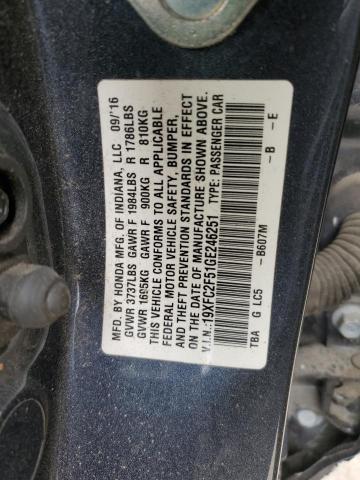 MFD. BY HONDA MFG. OF INDIANA, LLC 09/16
GVWR 3737LBS GAWR F 1984LBS R 1786LBS
GVWR 1695KG GAWR F 900KG R 810KG
THIS VEHICLE CONFORMS TO ALL APPLICABLE
FEDERAL MOTOR VEHICLE SAFETY, BUMPER,
AND THEFT PREVENTION STANDARDS IN EFFECT
ON THE DATE OF MANUFACTURE SHOWN ABOVE.
V.I.N.:19XFC2F51GE246251 TYPE: PASSENGER CAR
TBA G LC5 -B607M -B -E